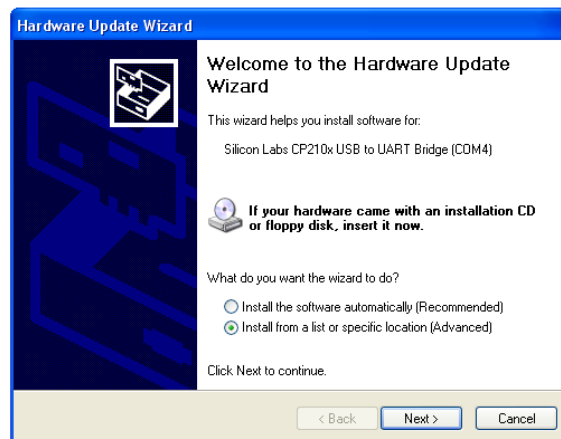 Hardware Update Wizard
Welcome to the Hardware Update
Wizard
This wizard helps you install software for:
Silicon Labs CP210x USB to UART Bridge (COM4)
If your hardware came with an installation CD
or floppy disk, insert it now.
What do you want the wizard to do?
Install the software automatically (Recommended)
Install from a list or specific location (Advanced)
Click Next to continue.
< Back Next > Cancel